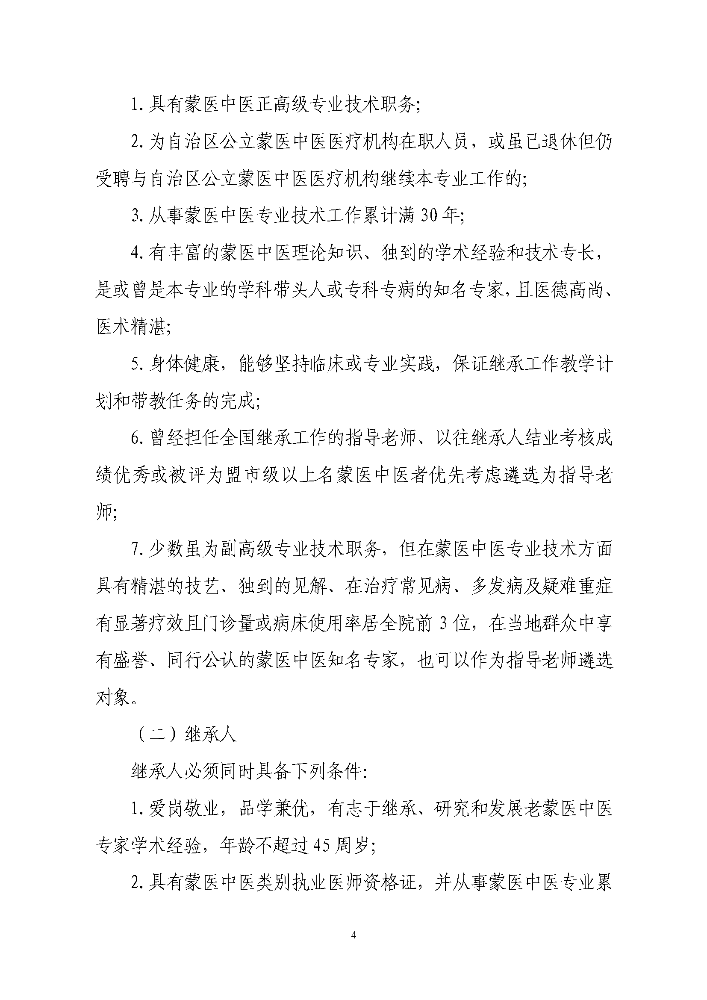 1. 具有蒙医中医正高级专业技术职务;
2. 为自治区公立蒙医中医医疗机构在职人员，或虽已退休但仍
受聘与自治区公立蒙医中医医疗机构继续本专业工作的;
3. 从事蒙医中医专业技术工作累计满 30 年;
4. 有丰富的蒙医中医理论知识、独到的学术经验和技术专长，
是或曾是本专业的学科带头人或专科专病的知名专家，且医德高尚、
医术精湛;
5. 身体健康，能够坚持临床或专业实践，保证继承工作教学计
划和带教任务的完成;
6. 曾经担任全国继承工作的指导老师、以往继承人结业考核成
绩优秀或被评为盟市级以上名蒙医中医者优先考虑遴选为指导老
师;
7. 少数虽为副高级专业技术职务，但在蒙医中医专业技术方面
具有精湛的技艺、独到的见解、在治疗常见病、多发病及疑难重症
有显著疗效且门诊量或病床使用率居全院前 3 位，在当地群众中享
有盛誉、同行公认的蒙医中医知名专家，也可以作为指导老师遴选
对象。
（二）继承人
继承人必须同时具备下列条件:
1. 爱岗敬业，品学兼优，有志于继承、研究和发展老蒙医中医
专家学术经验，年龄不超过 45 周岁;
2. 具有蒙医中医类别执业医师资格证，并从事蒙医中医专业累
4